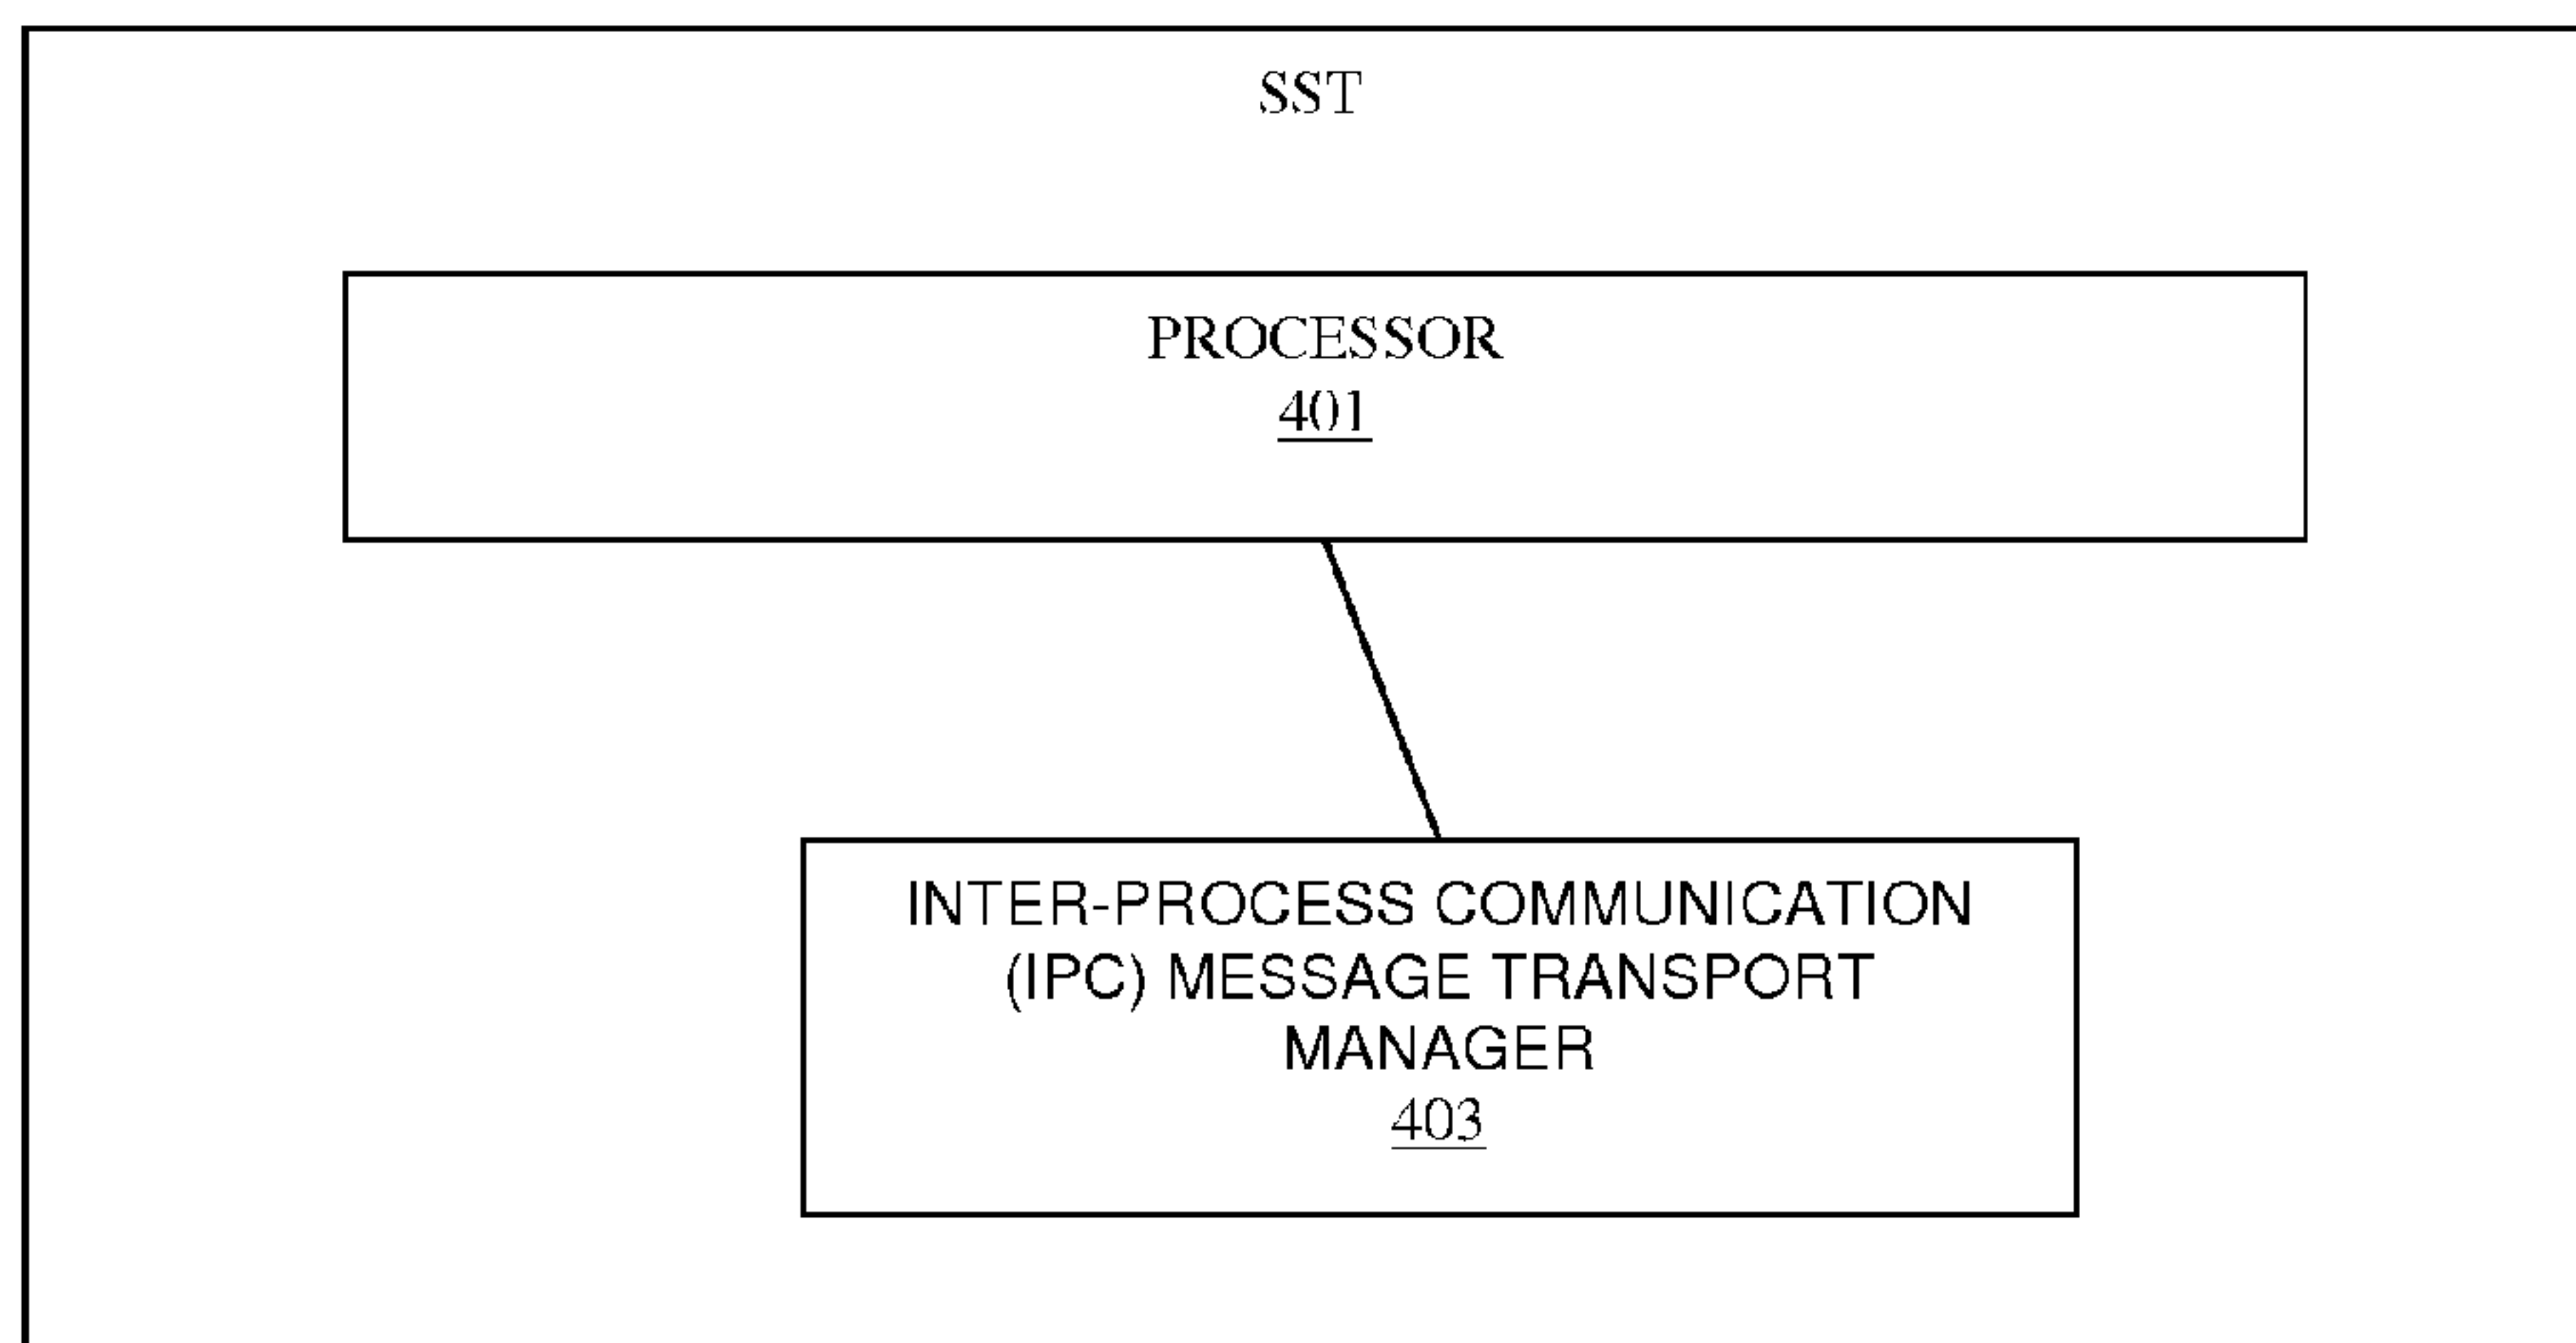 SST
PROCESSOR
401
INTER-PROCESS COMMUNICATION
(IPC) MESSAGE TRANSPORT
MANAGER
403